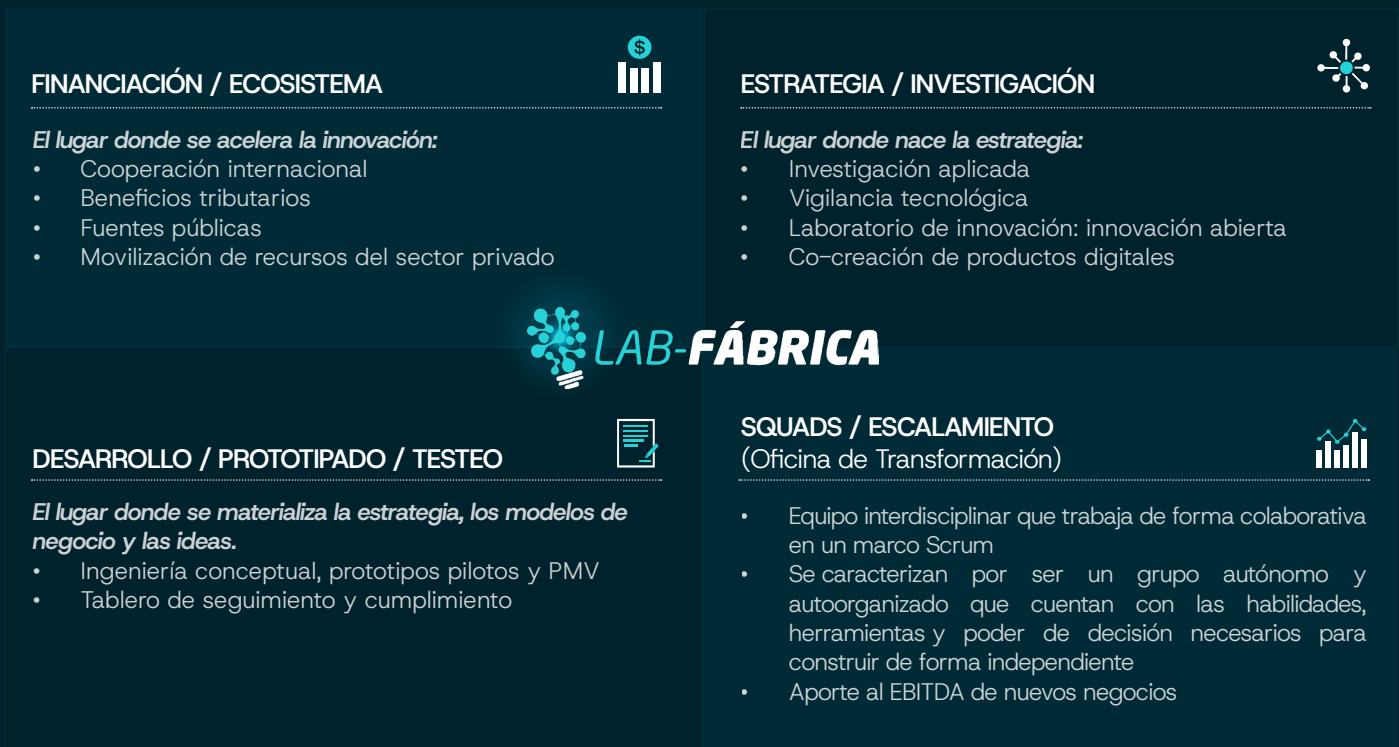 FINANCIACIÓN / ECOSISTEMA
$
El lugar donde se acelera la innovación:
• Cooperación internacional
• Beneficios tributarios
• Fuentes públicas
• Movilización de recursos del sector privado
ESTRATEGIA / INVESTIGACIÓN
El lugar donde nace la estrategia:
• Investigación aplicada
• Vigilancia tecnológica
• Laboratorio de innovación: innovación abierta
• Co-creación de productos digitales
LAB-FÁBRICA
DESARROLLO / PROTOTIPADO / TESTEO
El lugar donde se materializa la estrategia, los modelos de
negocio y las ideas.
• Ingeniería conceptual, prototipos pilotos y PMV
• Tablero de seguimiento y cumplimiento
SQUADS / ESCALAMIENTO
(Oficina de Transformación)
• Equipo interdisciplinar que trabaja de forma colaborativa
en un marco Scrum
• Se caracterizan por ser un grupo autónomo y
autoorganizado que cuentan con las habilidades,
herramientas y poder de decisión necesarios para
construir de forma independiente
• Aporte al EBITDA de nuevos negocios